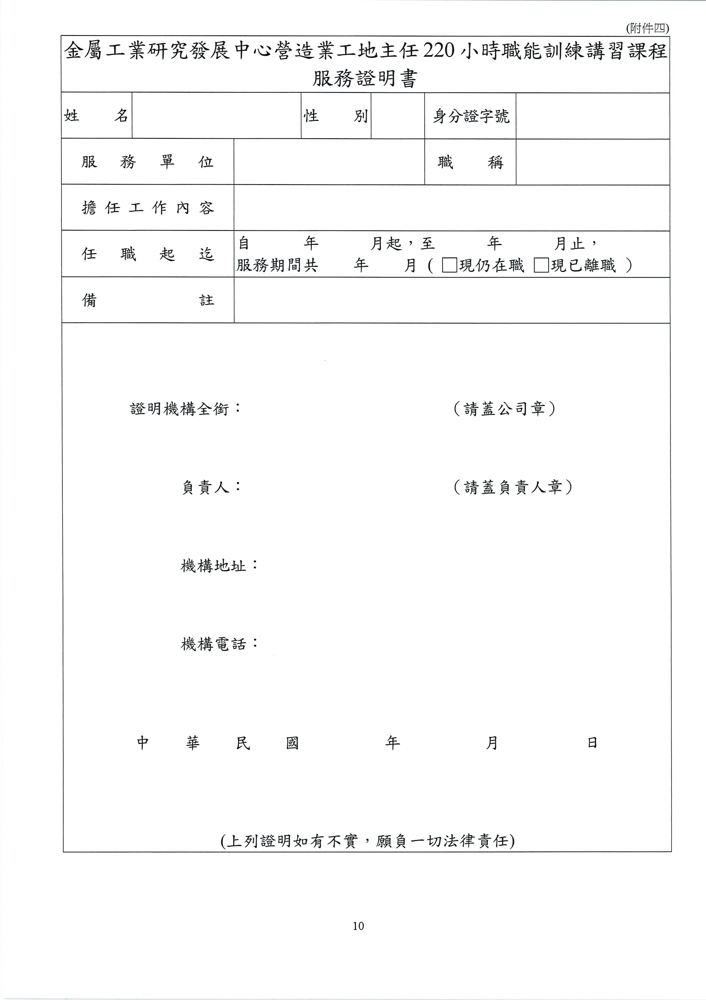 (附件四)
金屬工業研究發展中心營造業工地主任220小時職能訓練講習課程
服務證明書
姓名 性別 身分證字號
服務單位 職稱
擔任工作內容
任職起迄
自 年 月起，至 年 月止，
服務期間共 年 月（□現仍在職 □現已離職）
備註
證明機構全銜： （請蓋公司章）
負責人： （請蓋負責人章）
機構地址：
機構電話：
中華民國 年 月 日
(上列證明如有不實，願負一切法律責任)
10